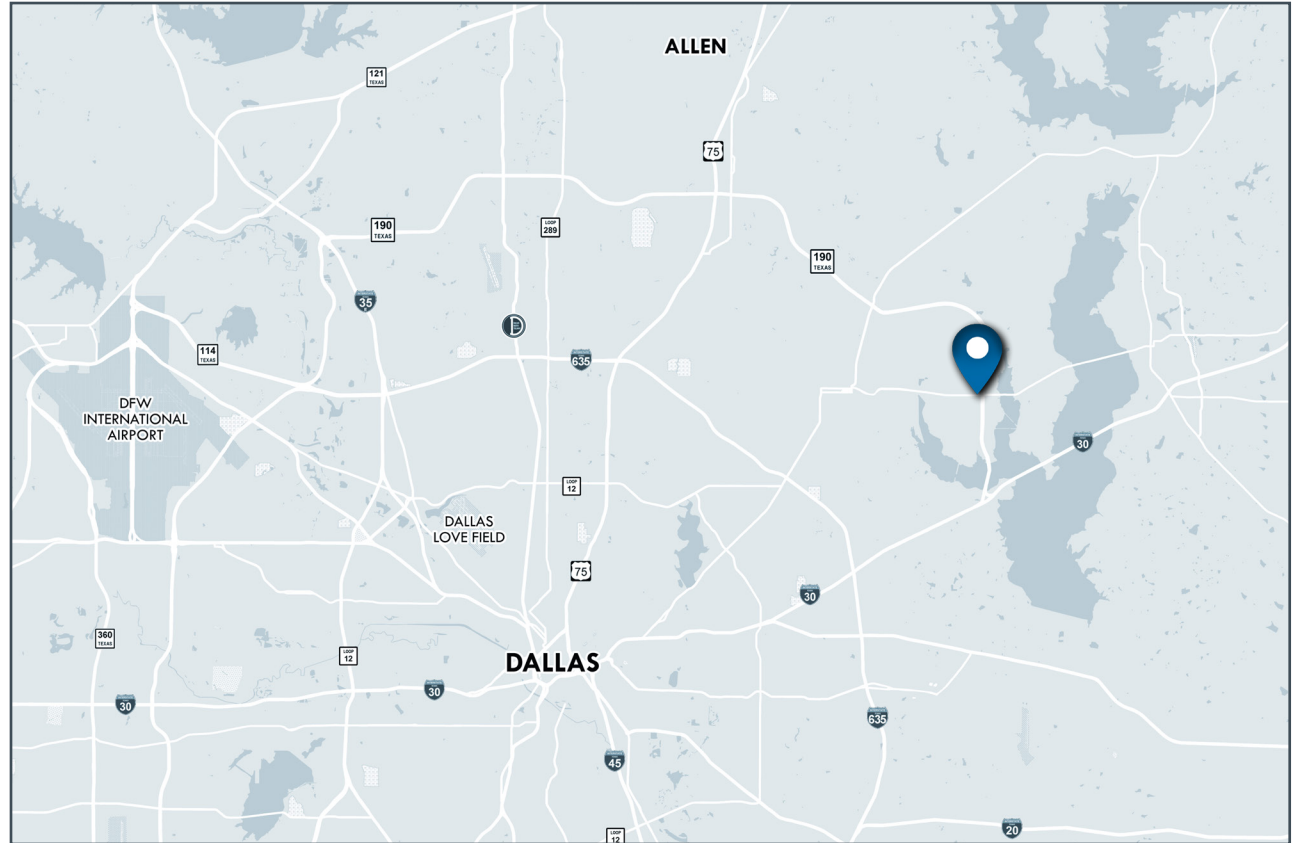 ALLEN
121
TEXAS
75
190
TEXAS
LOOP
289
190
TEXAS
35
114
TEXAS
635
DFW
INTERNATIONAL
AIRPORT
30
LOOP
12
DALLAS
LOVE FIELD
75
30
360
TEXAS
LOOP
12
DALLAS
30
30
635
45
20
LOOP
12